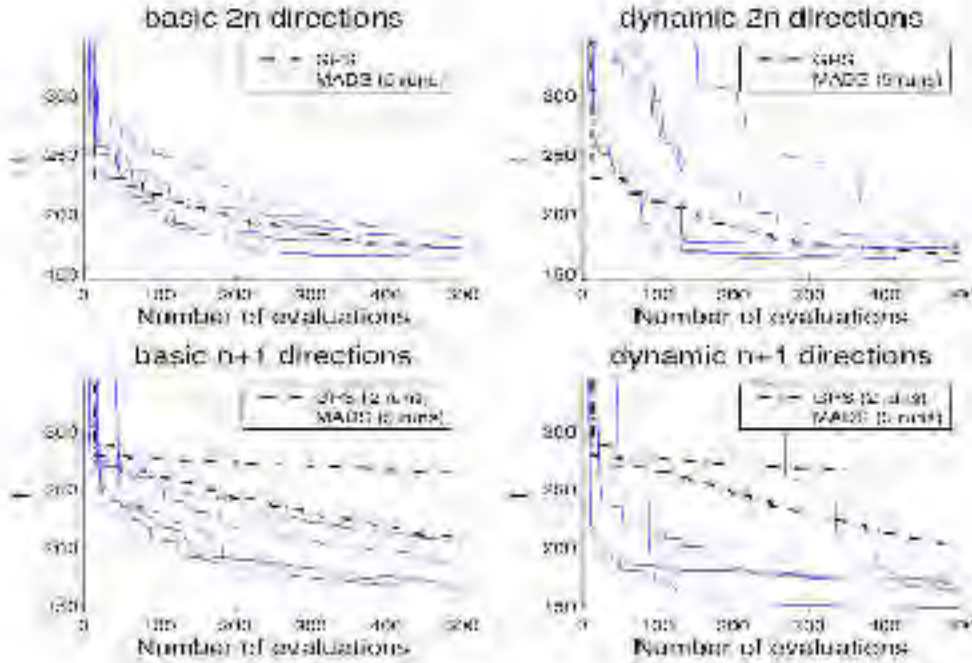 basic 2n directions
GPS
MADS (5 runs)
300
250
200
150
0 100 200 300 400 500
Number of evaluations
dynamic 2n directions
GPS
MADS (5 runs)
300
250
200
150
0 100 200 300 400 500
Number of evaluations
basic n+1 directions
GPS (2 runs)
MADS (5 runs)
300
250
200
150
0 100 200 300 400 500
Number of evaluations
dynamic n+1 directions
GPS (2 runs)
MADS (5 runs)
300
250
200
150
0 100 200 300 400 500
Number of evaluations